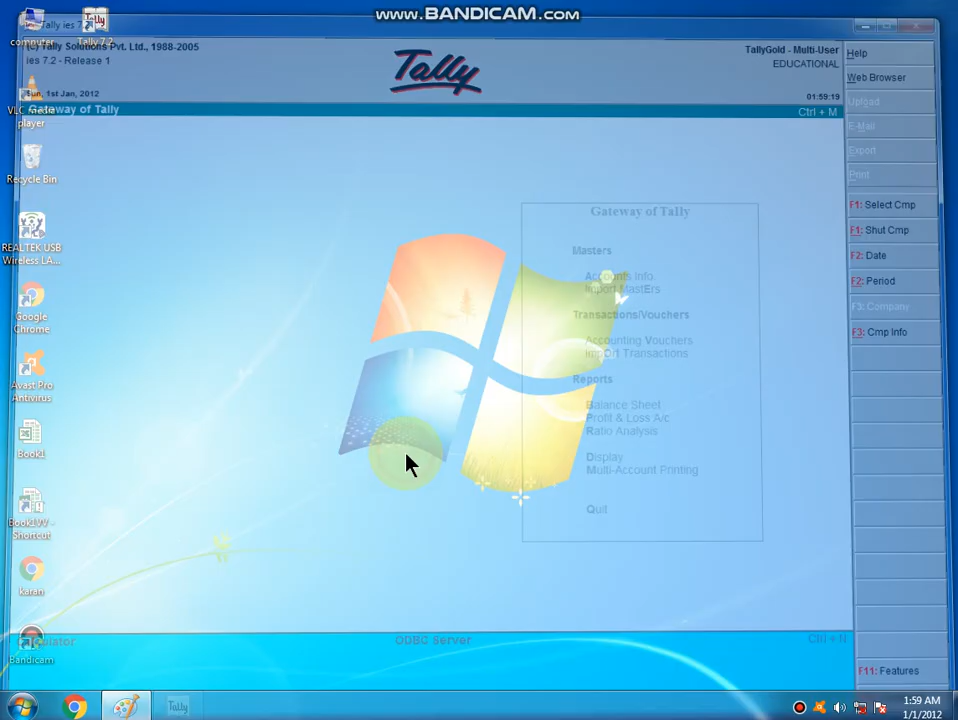 www.BANDICAM.com
Tally ies 7.
computer
Tally 7.2
(c) Tally Solutions Pvt. Ltd., 1988-2005
ies 7.2 - Release 1
Sun, 1st Jan, 2012
Tally
TallyGold - Multi-User
EDUCATIONAL
01:59:19
Gateway of Tally
Ctrl + M
Help
Web Browser
Upload
E-Mail
Export
Print
F1: Select Cmp
F1: Shut Cmp
F2: Date
F2: Period
F3: Company
F3: Cmp Info
F11: Features
Gateway of Tally
Masters
Accounts Info.
Import MastErs
Transactions/Vouchers
Accounting Vouchers
impOrt Transactions
Reports
Balance Sheet
Profit & Loss A/c
Ratio Analysis
Display
Multi-Account Printing
Quit
VLC media
player
Recycle Bin
REALTEK USB
Wireless LA...
Google
Chrome
Avast Pro
Antivirus
Book1
Book1VV -
Shortcut
karan
Bandicam
Calculator
ODBC Server
Ctrl + N
Tally
1:59 AM
1/1/2012